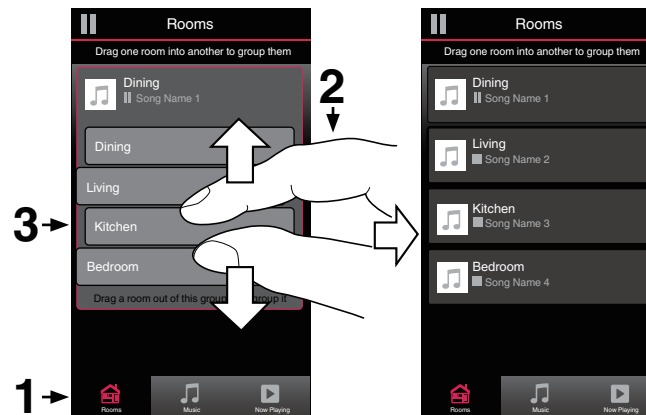 Rooms
Drag one room into another to group them
Dining
Song Name 1
Dining
Living
Kitchen
Bedroom
Drag a room out of this group group it
Rooms
Music
Now Playing
1
2
3
Rooms
Drag one room into another to group them
Dining
Song Name 1
Living
Song Name 2
Kitchen
Song Name 3
Bedroom
Song Name 4
Rooms
Music
Now Playing